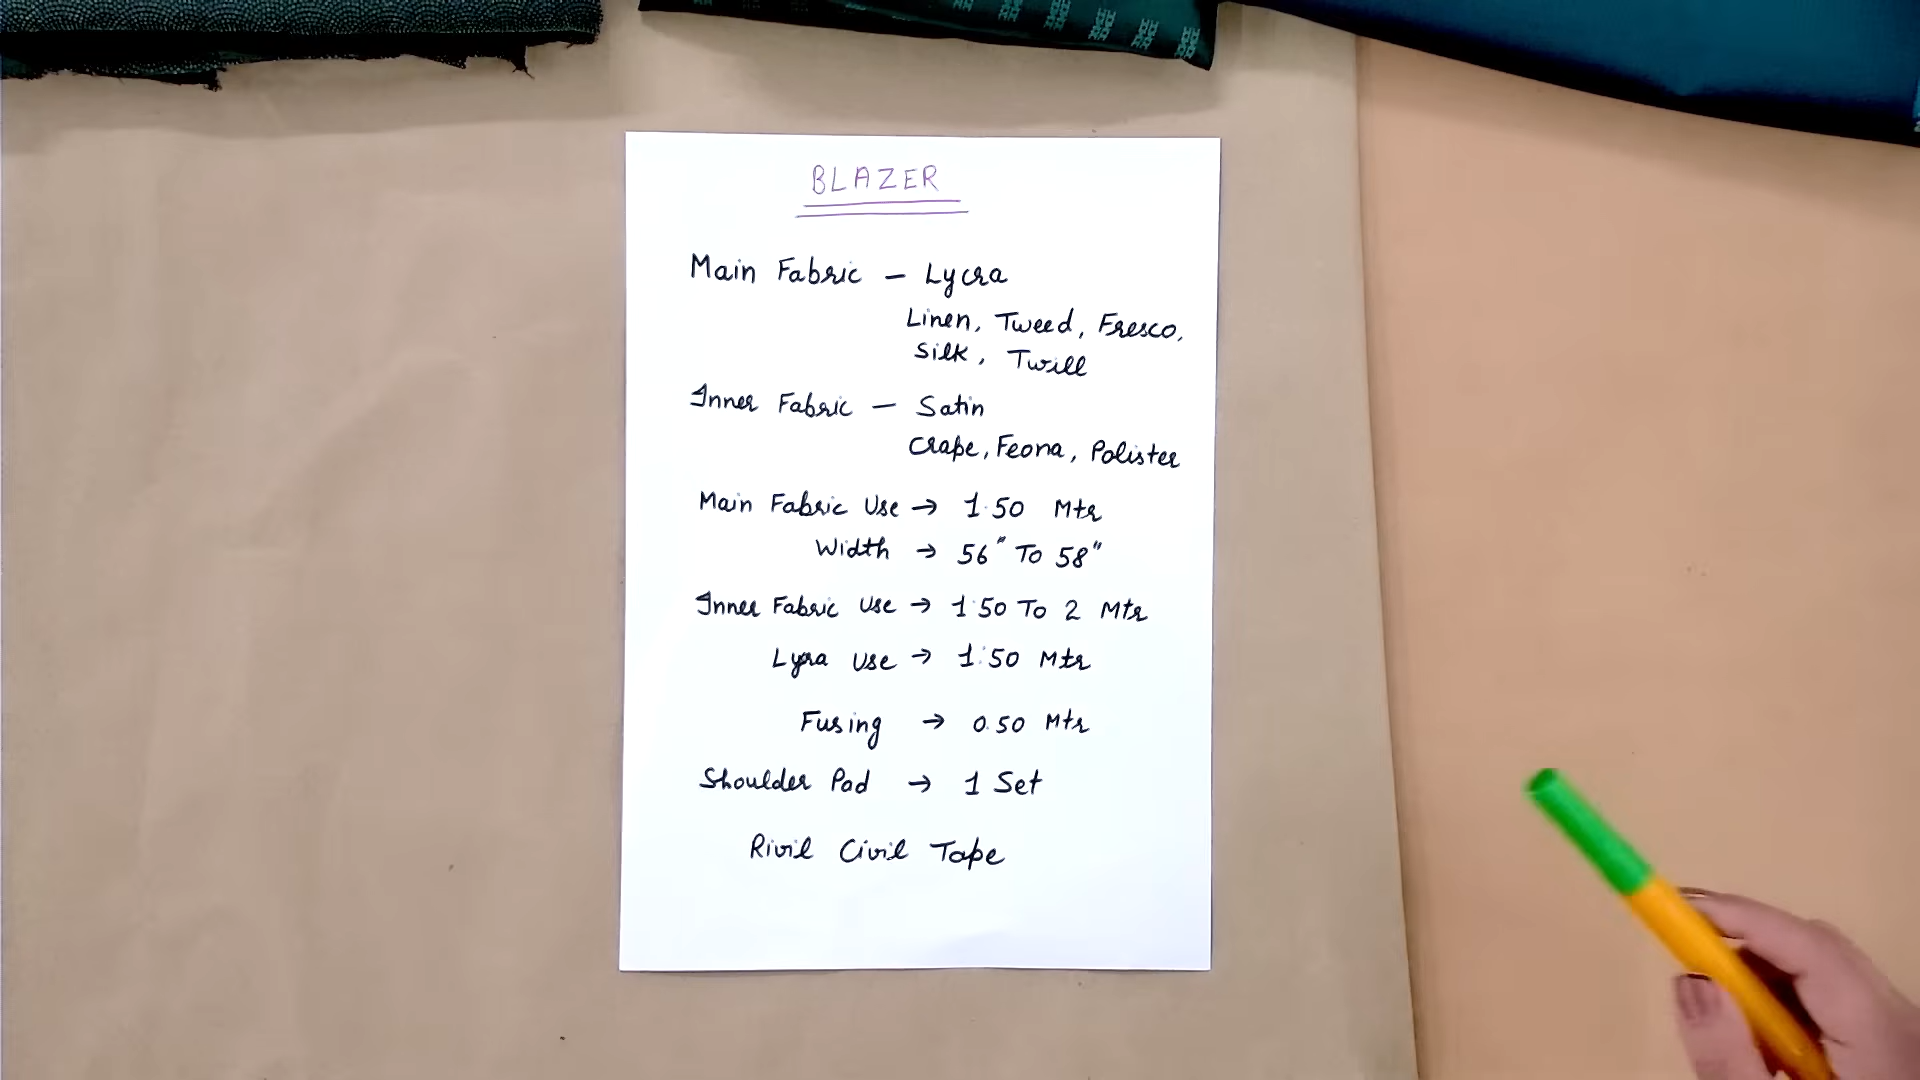 BLAZER
Main Fabric - Lycra
Linen, Tweed, Fresco,
Silk, Twill
Inner Fabric - Satin
Crape, Feona, Polister
Main Fabric Use → 1.50 Mtr
Width → 56" To 58"
Inner Fabric Use → 1.50 To 2 Mtr
Lyra Use → 1.50 Mtr
Fusing → 0.50 Mtr
Shoulder Pad → 1 Set
Rivil Civil Tape